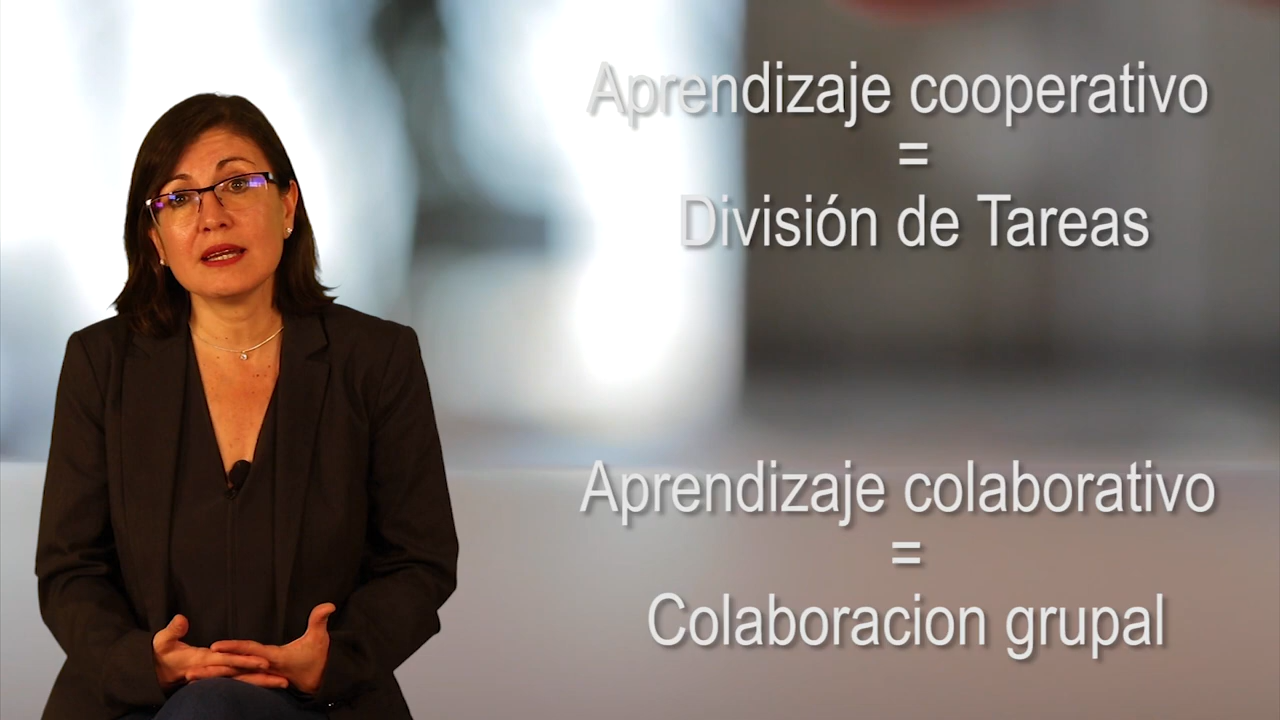 Aprendizaje cooperativo
=
División de Tareas
Aprendizaje colaborativo
=
Colaboracion grupal